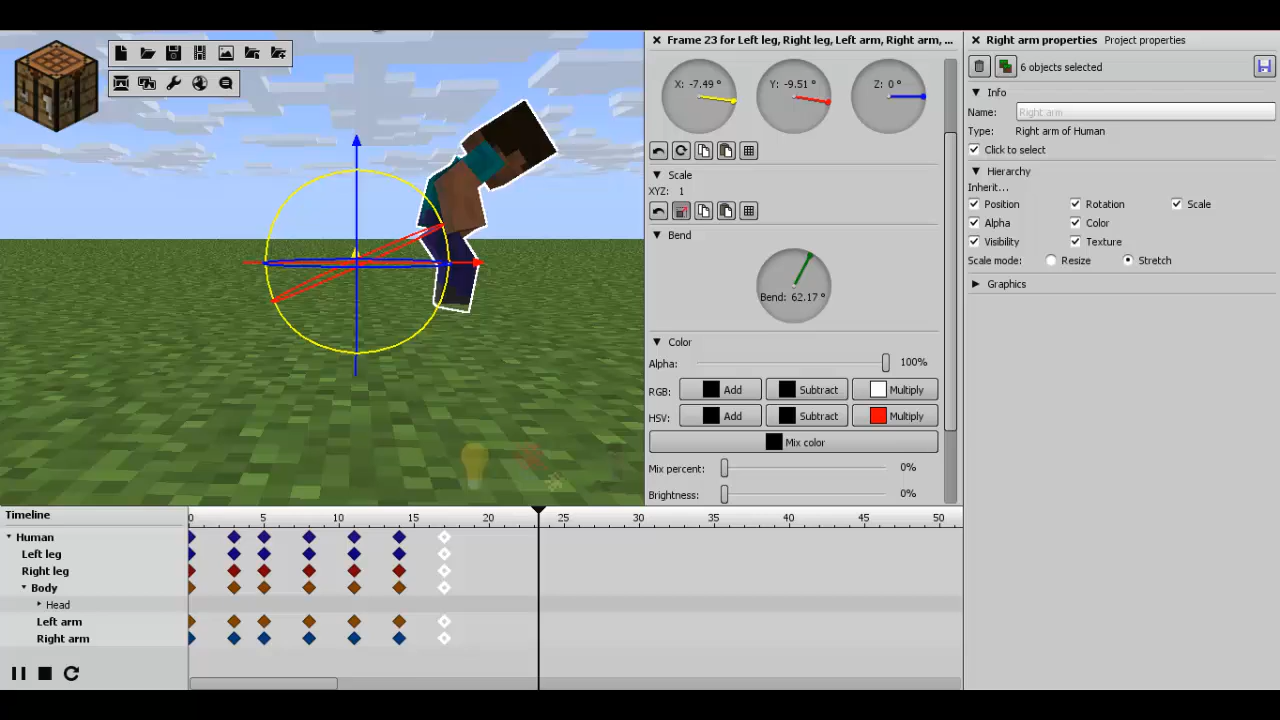 Frame 23 for Left leg, Right leg, Left arm, Right arm, ...
X: -7.49 °
Y: -9.51 °
Z: 0 °
Scale
XYZ: 1
Bend
Bend: 62.17 °
Color
Alpha: 100%
RGB: Add Subtract Multiply
HSV: Add Subtract Multiply
Mix color
Mix percent: 0%
Brightness: 0%
Right arm properties Project properties
6 objects selected
Info
Name: Right arm
Type: Right arm of Human
Click to select
Hierarchy
Inherit...
Position Rotation Scale
Alpha Color
Visibility Texture
Scale mode: Resize Stretch
Graphics
Timeline
0 5 10 15 20 25 30 35 40 45 50
Human
Left leg
Right leg
Body
Head
Left arm
Right arm